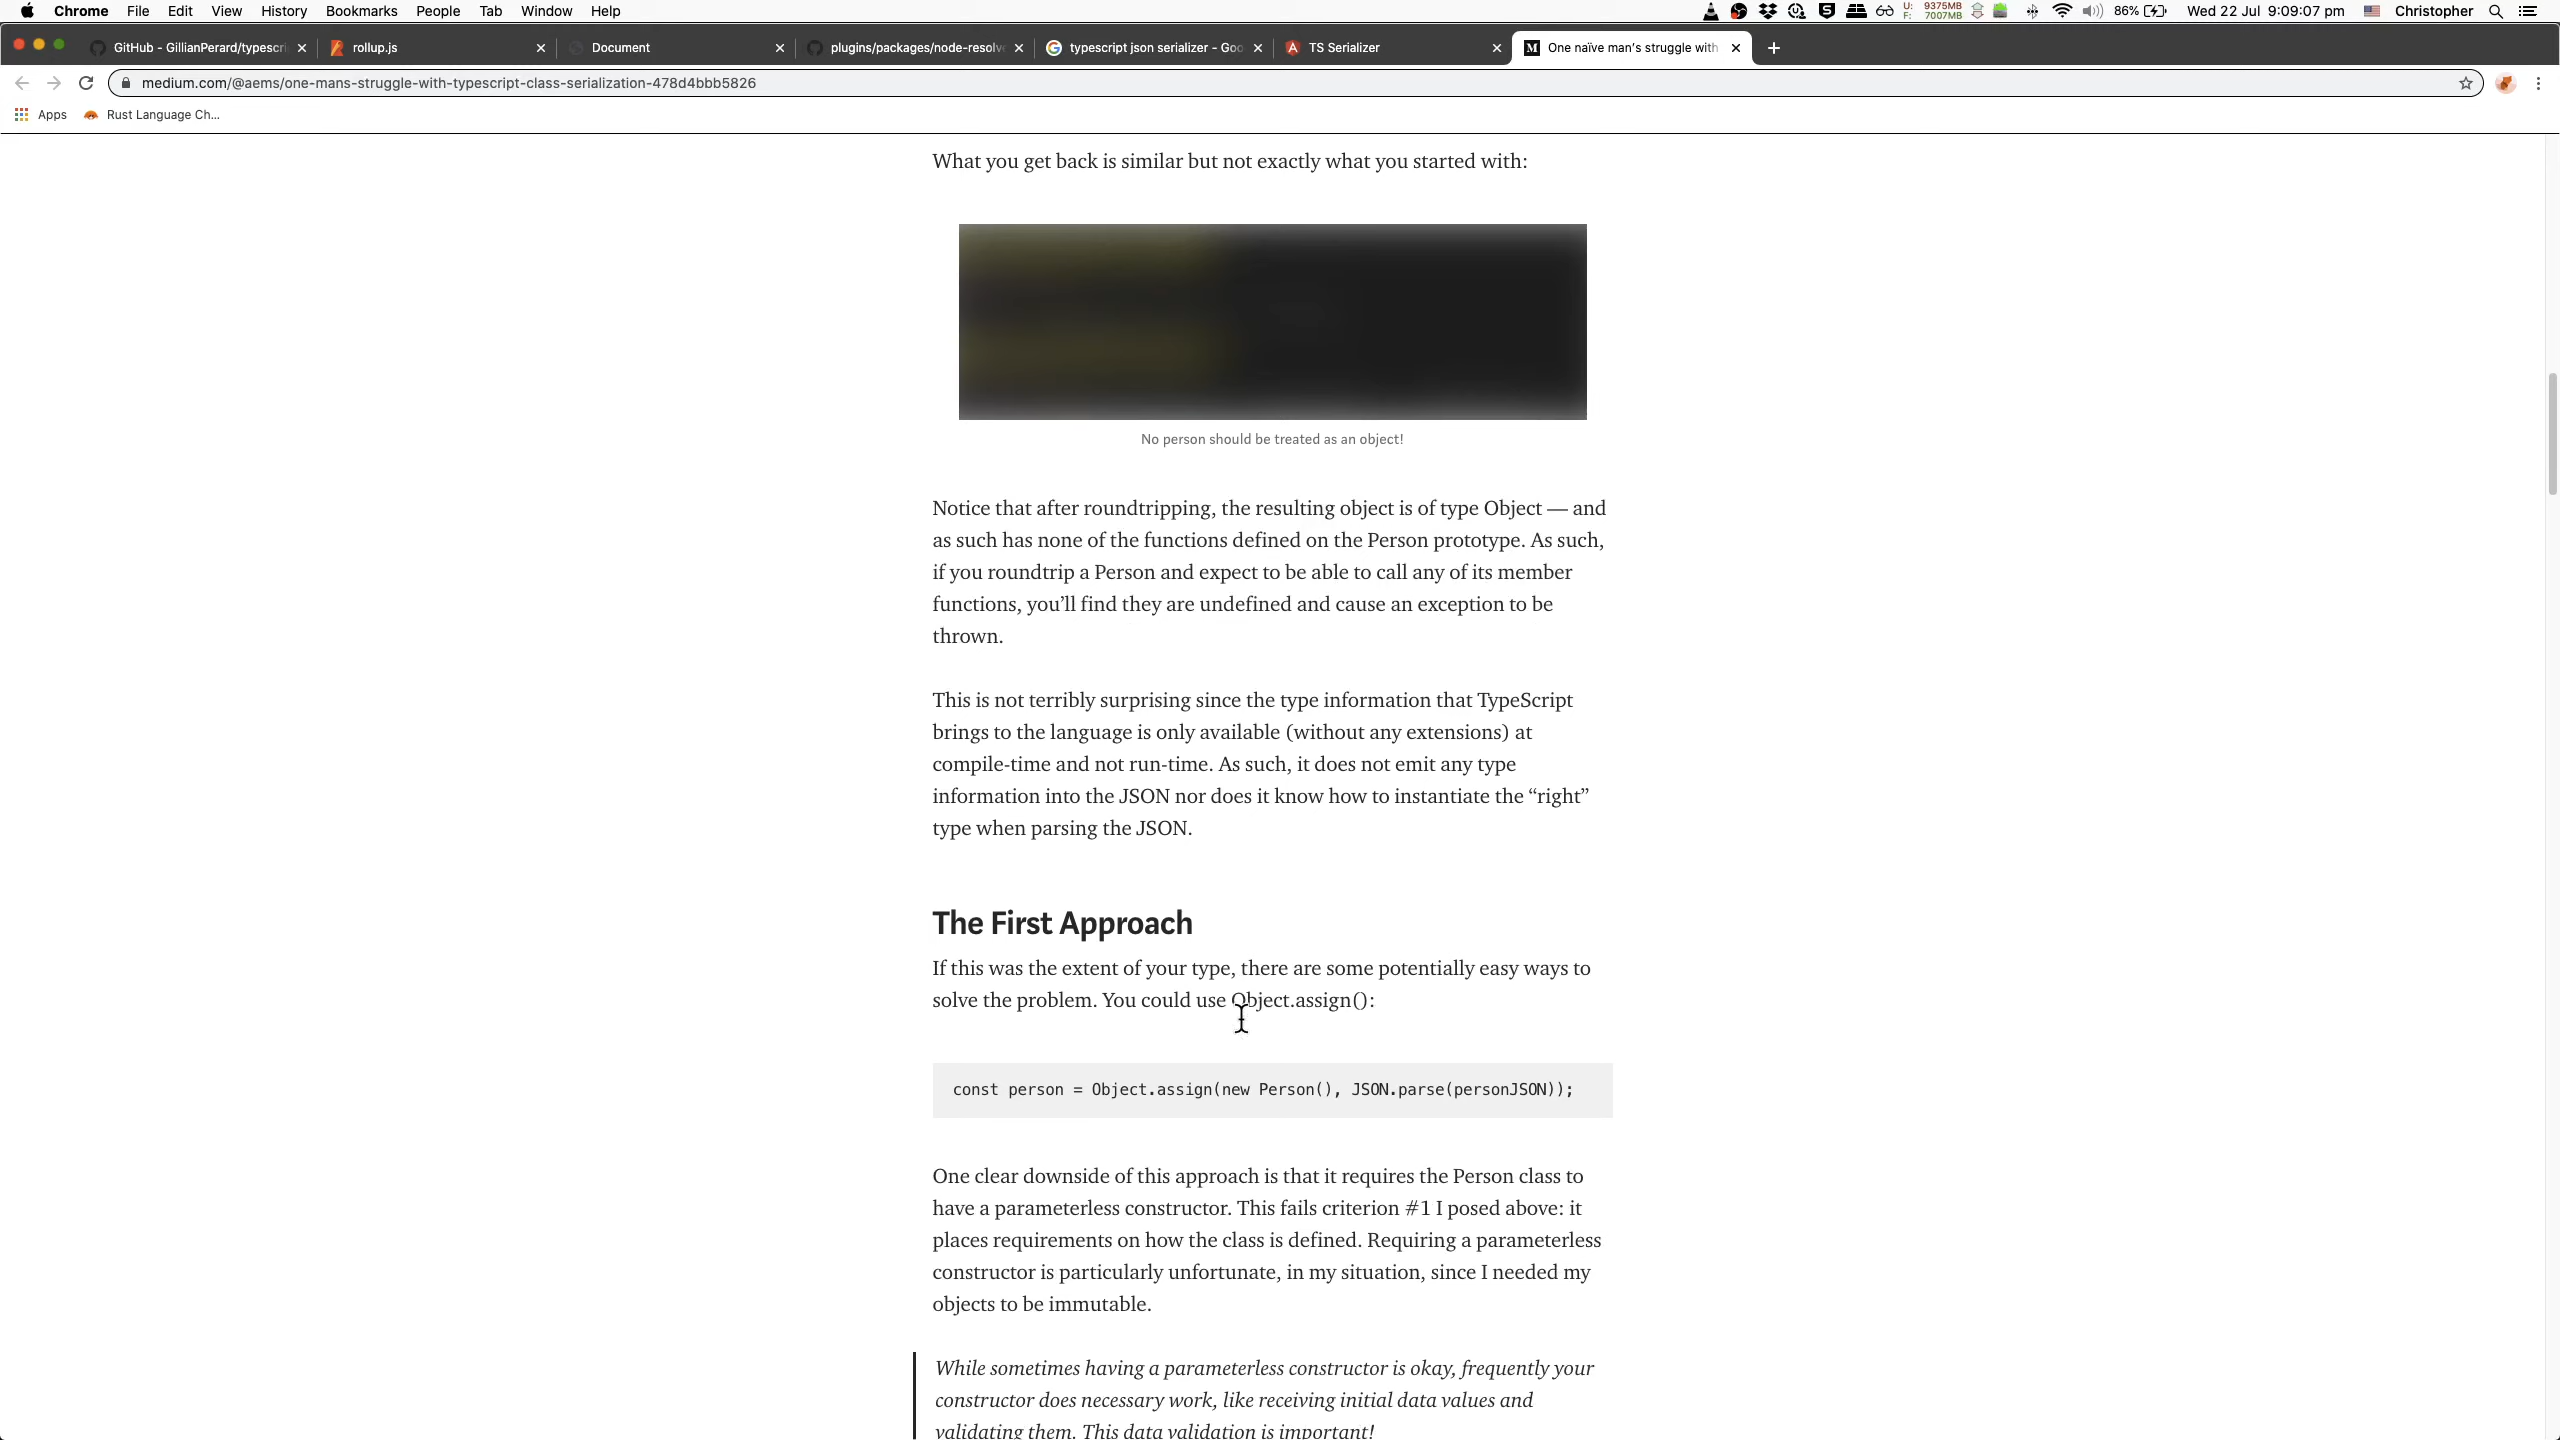 Chrome File Edit View History Bookmarks People Tab Window Help
U: 9375MB
F: 7007MB
86% Wed 22 Jul 9:09:07 pm Christopher
GitHub - GillianPerard/typescri
rollup.js
Document
plugins/packages/node-resolve
typescript json serializer - Goo
TS Serializer
One naïve man's struggle with
medium.com/@aems/one-mans-struggle-with-typescript-class-serialization-478d4bbb5826
Apps Rust Language Ch...
What you get back is similar but not exactly what you started with:
No person should be treated as an object!
Notice that after roundtripping, the resulting object is of type Object — and
as such has none of the functions defined on the Person prototype. As such,
if you roundtrip a Person and expect to be able to call any of its member
functions, you’ll find they are undefined and cause an exception to be
thrown.
This is not terribly surprising since the type information that TypeScript
brings to the language is only available (without any extensions) at
compile-time and not run-time. As such, it does not emit any type
information into the JSON nor does it know how to instantiate the “right”
type when parsing the JSON.
The First Approach
If this was the extent of your type, there are some potentially easy ways to
solve the problem. You could use Object.assign():
const person = Object.assign(new Person(), JSON.parse(personJSON));
One clear downside of this approach is that it requires the Person class to
have a parameterless constructor. This fails criterion #1 I posed above: it
places requirements on how the class is defined. Requiring a parameterless
constructor is particularly unfortunate, in my situation, since I needed my
objects to be immutable.
While sometimes having a parameterless constructor is okay, frequently your
constructor does necessary work, like receiving initial data values and
validating them. This data validation is important!